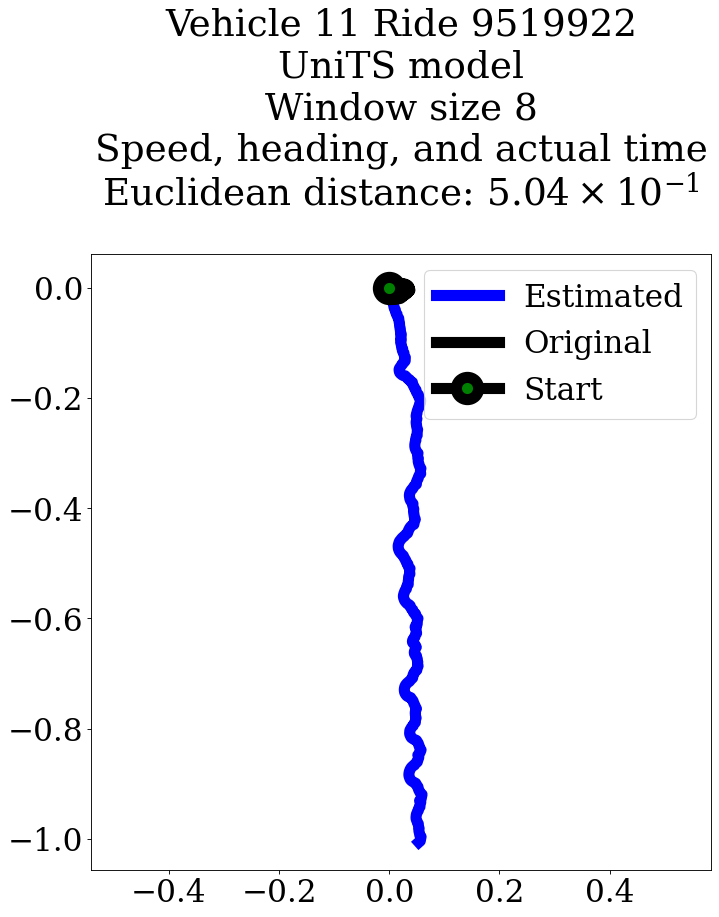 Vehicle 11 Ride 9519922
UniTS model
Window size 8
Speed, heading, and actual time
Euclidean distance: 5.04 × 10⁻¹
Estimated
Original
Start
0.0
−0.2
−0.4
−0.6
−0.8
−1.0
−0.4 −0.2 0.0 0.2 0.4